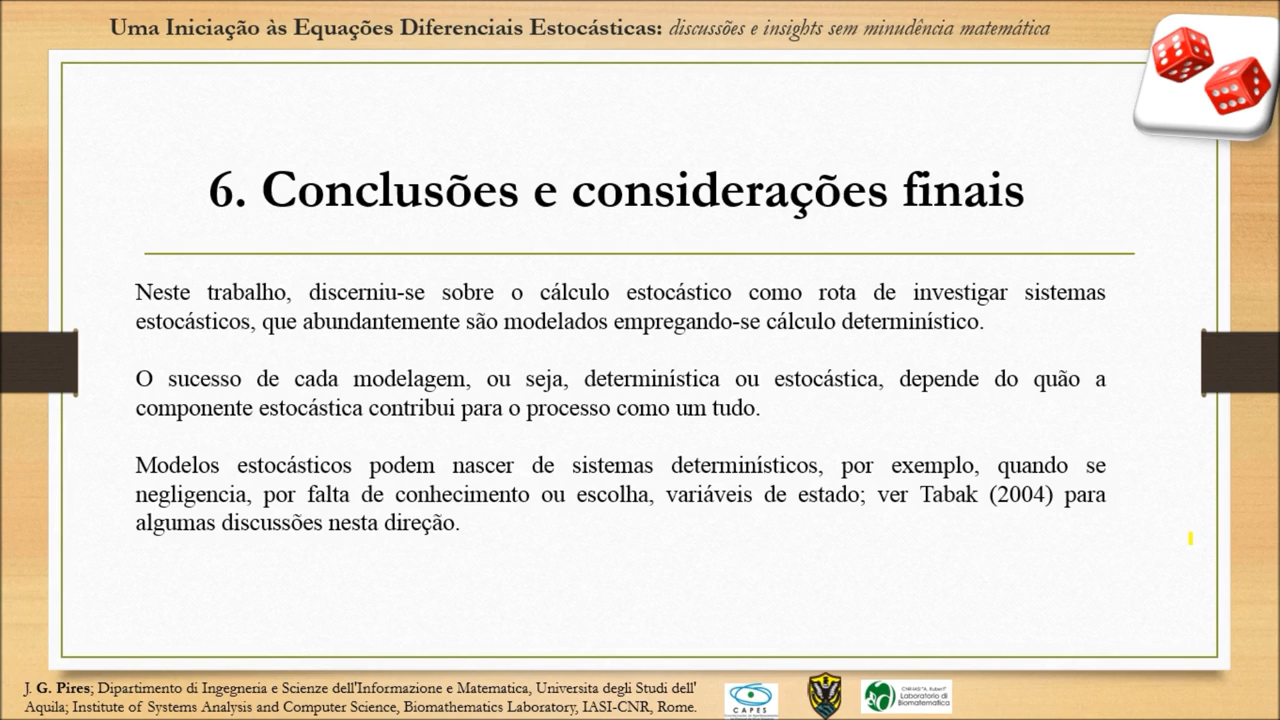 Uma Iniciação às Equações Diferenciais Estocásticas: discussões e insights sem minudência matemática
6. Conclusões e considerações finais
Neste trabalho, discerniu-se sobre o cálculo estocástico como rota de investigar sistemas
estocásticos, que abundantemente são modelados empregando-se cálculo determinístico.
O sucesso de cada modelagem, ou seja, determinística ou estocástica, depende do quão a
componente estocástica contribui para o processo como um tudo.
Modelos estocásticos podem nascer de sistemas determinísticos, por exemplo, quando se
negligencia, por falta de conhecimento ou escolha, variáveis de estado; ver Tabak (2004) para
algumas discussões nesta direção.
J. G. Pires; Dipartimento di Ingegneria e Scienze dell'Informazione e Matematica, Universita degli Studi dell'
Aquila; Institute of Systems Analysis and Computer Science, Biomathematics Laboratory, IASI-CNR, Rome.
CAPES
Laboratorio di
Biomatematica